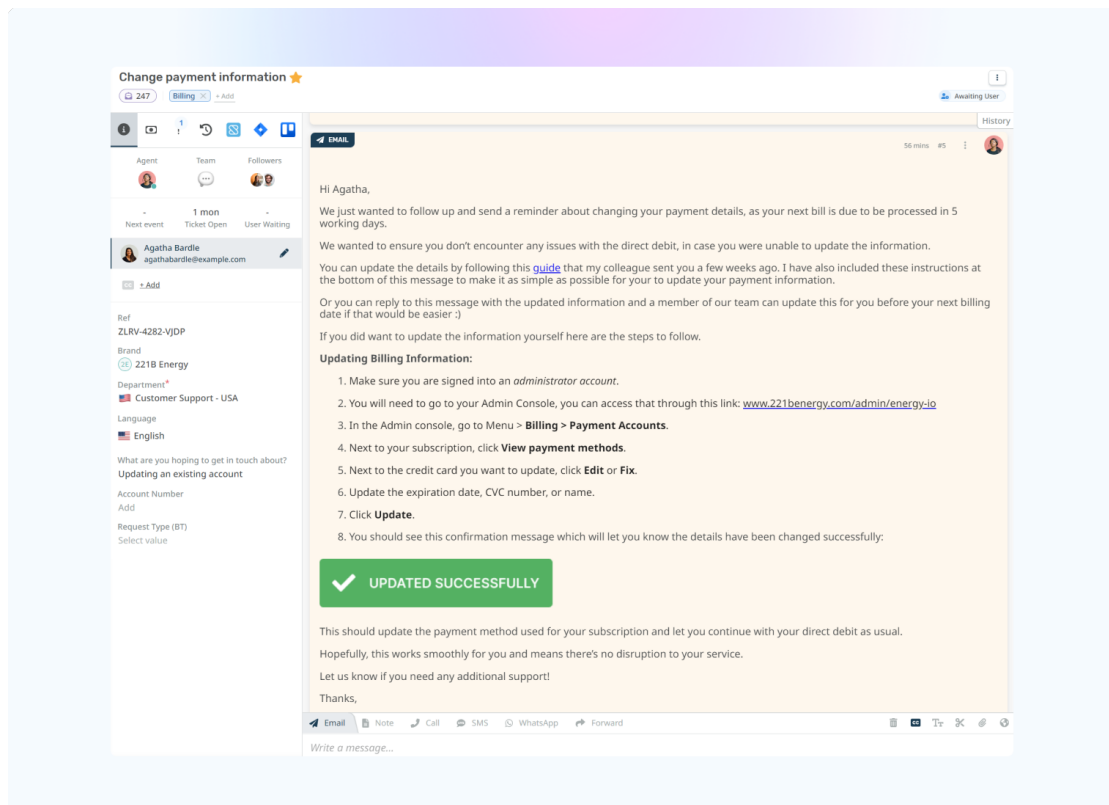 Change payment information
247
Billing ×
+ Add
Awaiting User
History
1
Agent
Team
Followers
-
1 mon
-
Next event
Ticket Open
User Waiting
Agatha Bardle
agathabardle@example.com
CC
+ Add
Ref
ZLRV-4282-VJDP
Brand
2E
221B Energy
Department*
Customer Support - USA
Language
English
What are you hoping to get in touch about?
Updating an existing account
Account Number
Add
Request Type (BT)
Select value
EMAIL
56 mins
#5
Hi Agatha,
We just wanted to follow up and send a reminder about changing your payment details, as your next bill is due to be processed in 5
working days.
We wanted to ensure you don’t encounter any issues with the direct debit, in case you were unable to update the information.
You can update the details by following this guide that my colleague sent you a few weeks ago. I have also included these instructions at
the bottom of this message to make it as simple as possible for your to update your payment information.
Or you can reply to this message with the updated information and a member of our team can update this for you before your next billing
date if that would be easier :)
If you did want to update the information yourself here are the steps to follow.
Updating Billing Information:
1. Make sure you are signed into an administrator account.
2. You will need to go to your Admin Console, you can access that through this link: www.221benergy.com/admin/energy-io
3. In the Admin console, go to Menu > Billing > Payment Accounts.
4. Next to your subscription, click View payment methods.
5. Next to the credit card you want to update, click Edit or Fix.
6. Update the expiration date, CVC number, or name.
7. Click Update.
8. You should see this confirmation message which will let you know the details have been changed successfully:
UPDATED SUCCESSFULLY
This should update the payment method used for your subscription and let you continue with your direct debit as usual.
Hopefully, this works smoothly for you and means there’s no disruption to your service.
Let us know if you need any additional support!
Thanks,
Email
Note
Call
SMS
WhatsApp
Forward
CC
TT
Write a message...